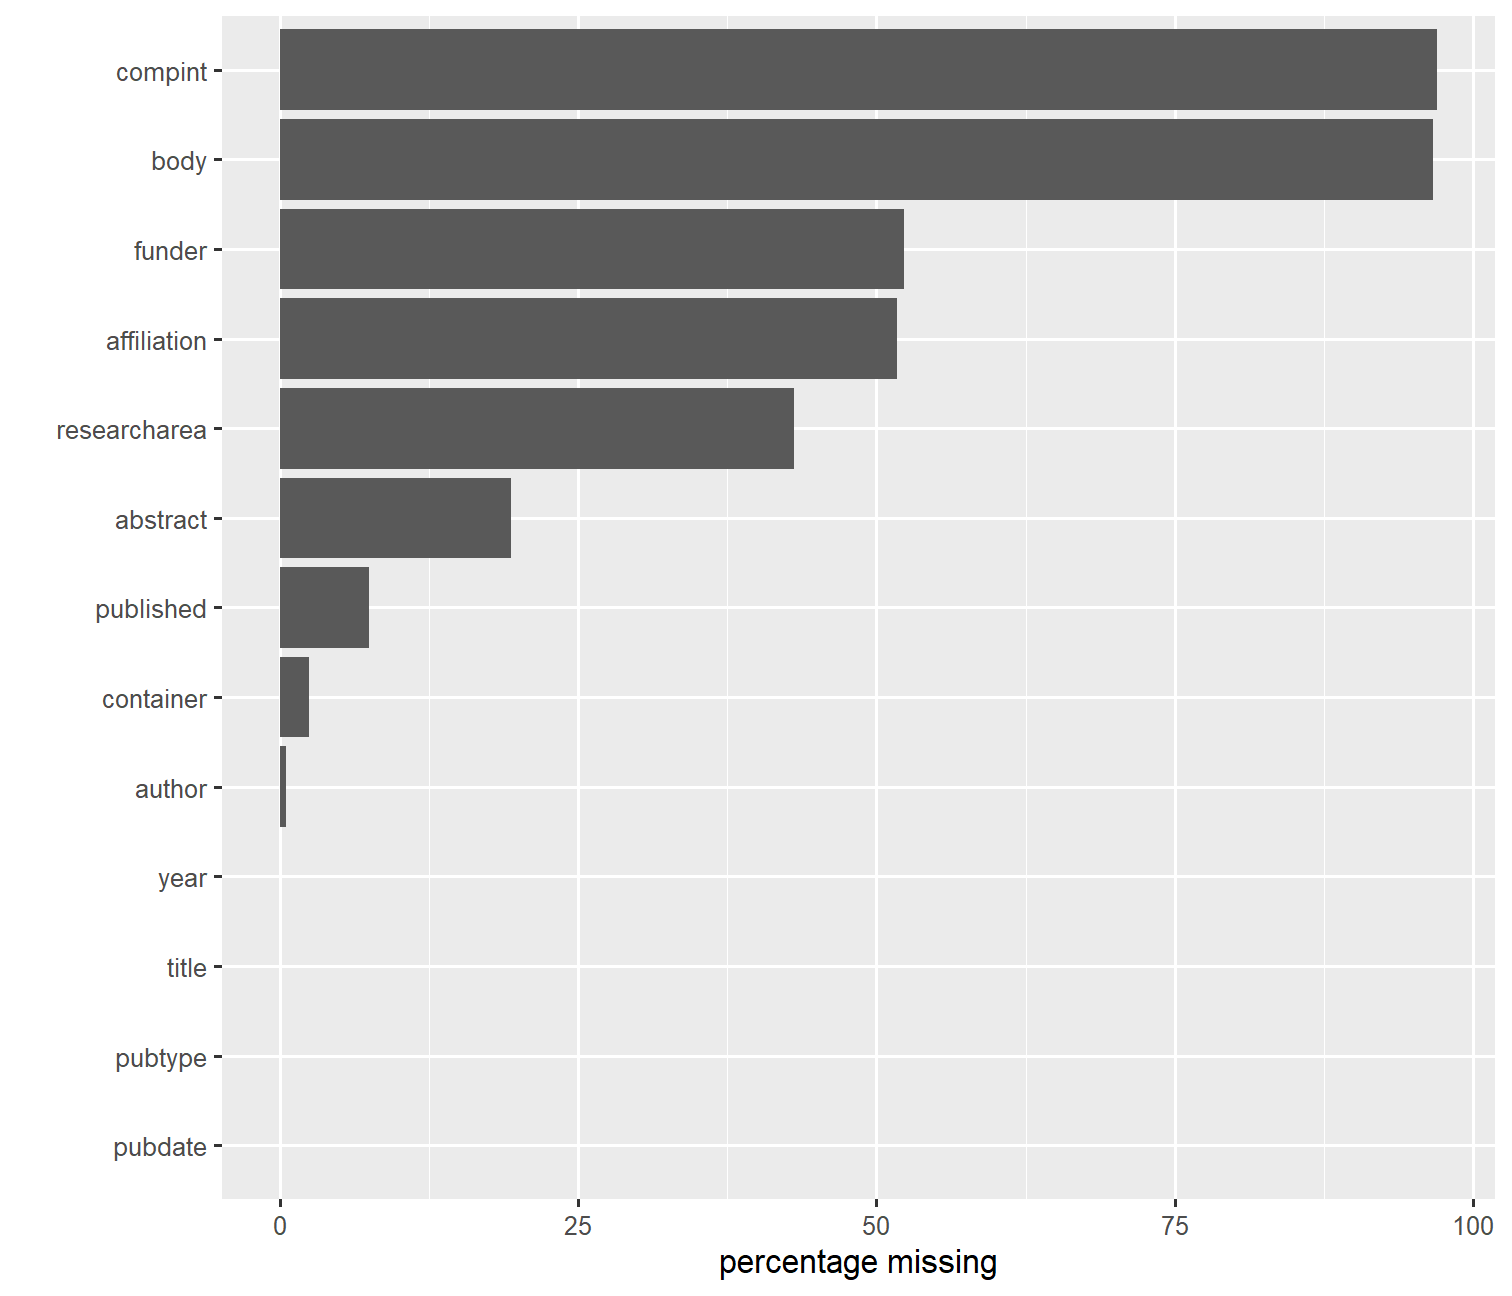 compint
body
funder
affiliation
researcharea
abstract
published
container
author
year
title
pubtype
pubdate
0 25 50 75 100
percentage missing